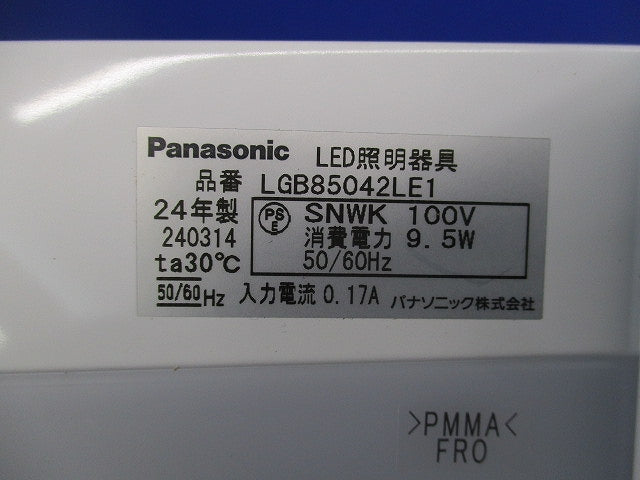 Panasonic LED照明器具
品番 LGB85042LE1
24年製 PSE SNWK 100V
240314 消費電力 9.5W
ta30℃ 50/60Hz
50/60Hz 入力電流 0.17A パナソニック株式会社
>PMMA<
FRO